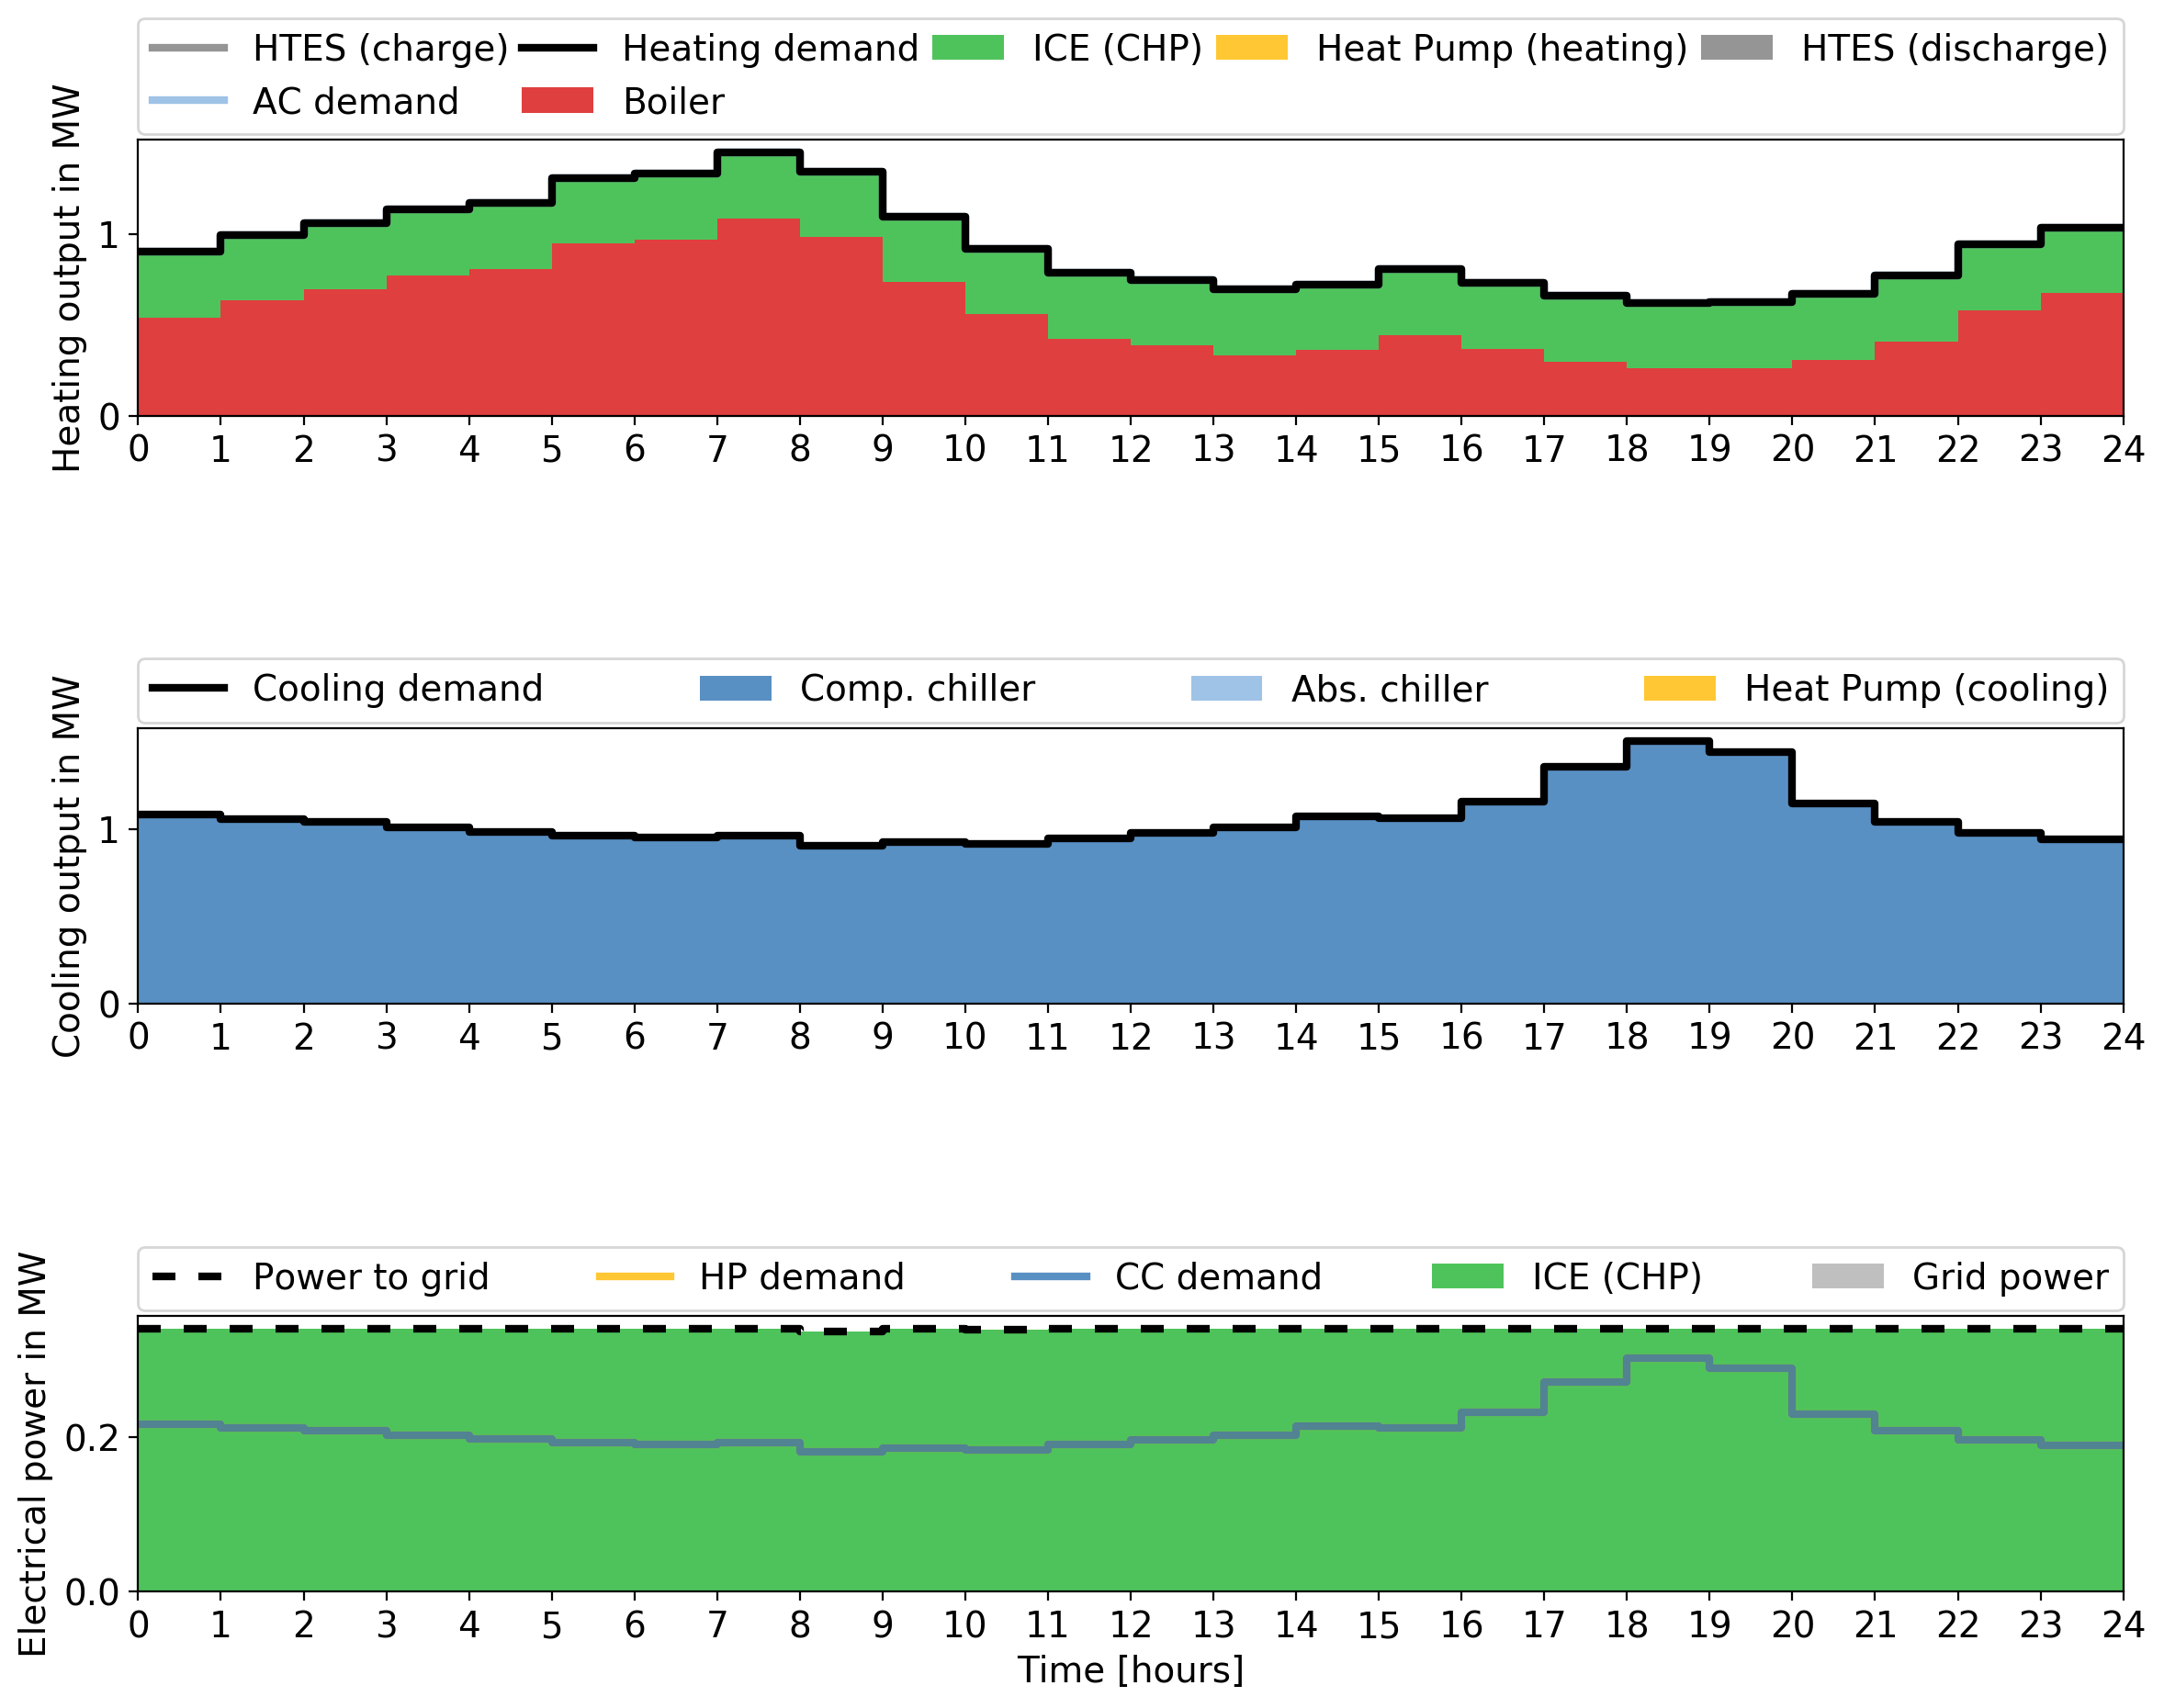 HTES (charge) Heating demand ICE (CHP) Heat Pump (heating) HTES (discharge)
AC demand Boiler
Heating output in MW
1
0
0 1 2 3 4 5 6 7 8 9 10 11 12 13 14 15 16 17 18 19 20 21 22 23 24
Cooling demand Comp. chiller Abs. chiller Heat Pump (cooling)
Cooling output in MW
1
0
0 1 2 3 4 5 6 7 8 9 10 11 12 13 14 15 16 17 18 19 20 21 22 23 24
Power to grid HP demand CC demand ICE (CHP) Grid power
Electrical power in MW
0.2
0.0
0 1 2 3 4 5 6 7 8 9 10 11 12 13 14 15 16 17 18 19 20 21 22 23 24
Time [hours]